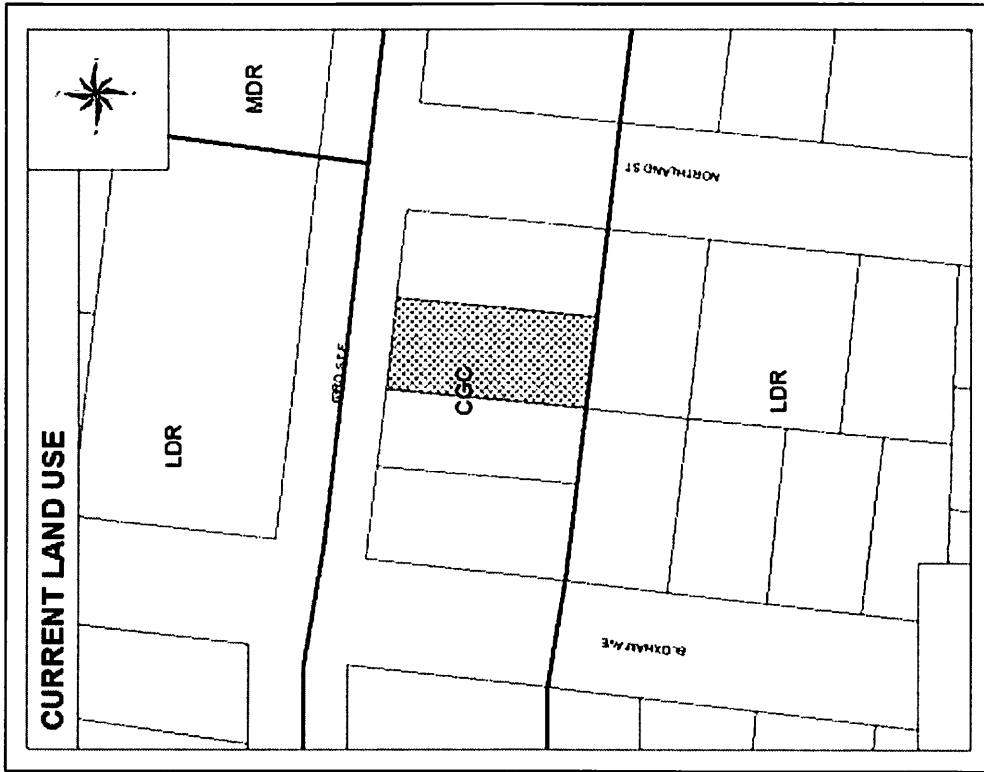 CURRENT LAND USE
MDR
LDR
CGC
LDR
NORTHLAND ST
BLOXHAM AVE